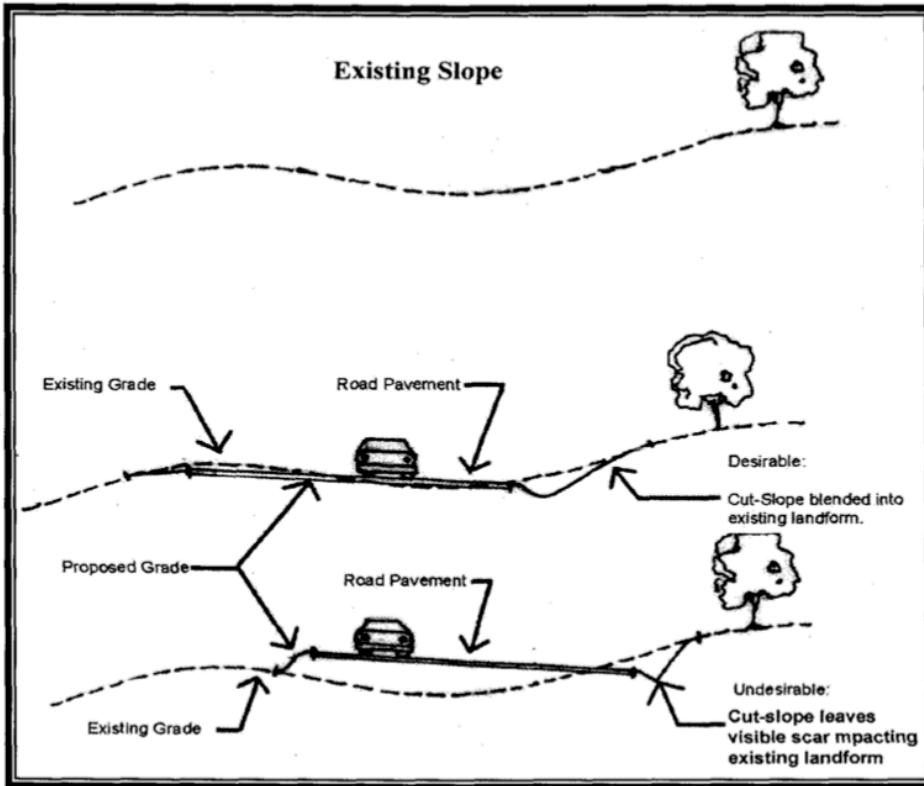 Existing Slope
Existing Grade
Road Pavement
Desirable:
Cut-Slope blended into
existing landform.
Proposed Grade
Road Pavement
Undesirable:
Cut-slope leaves
visible scar mpacting
existing landform
Existing Grade